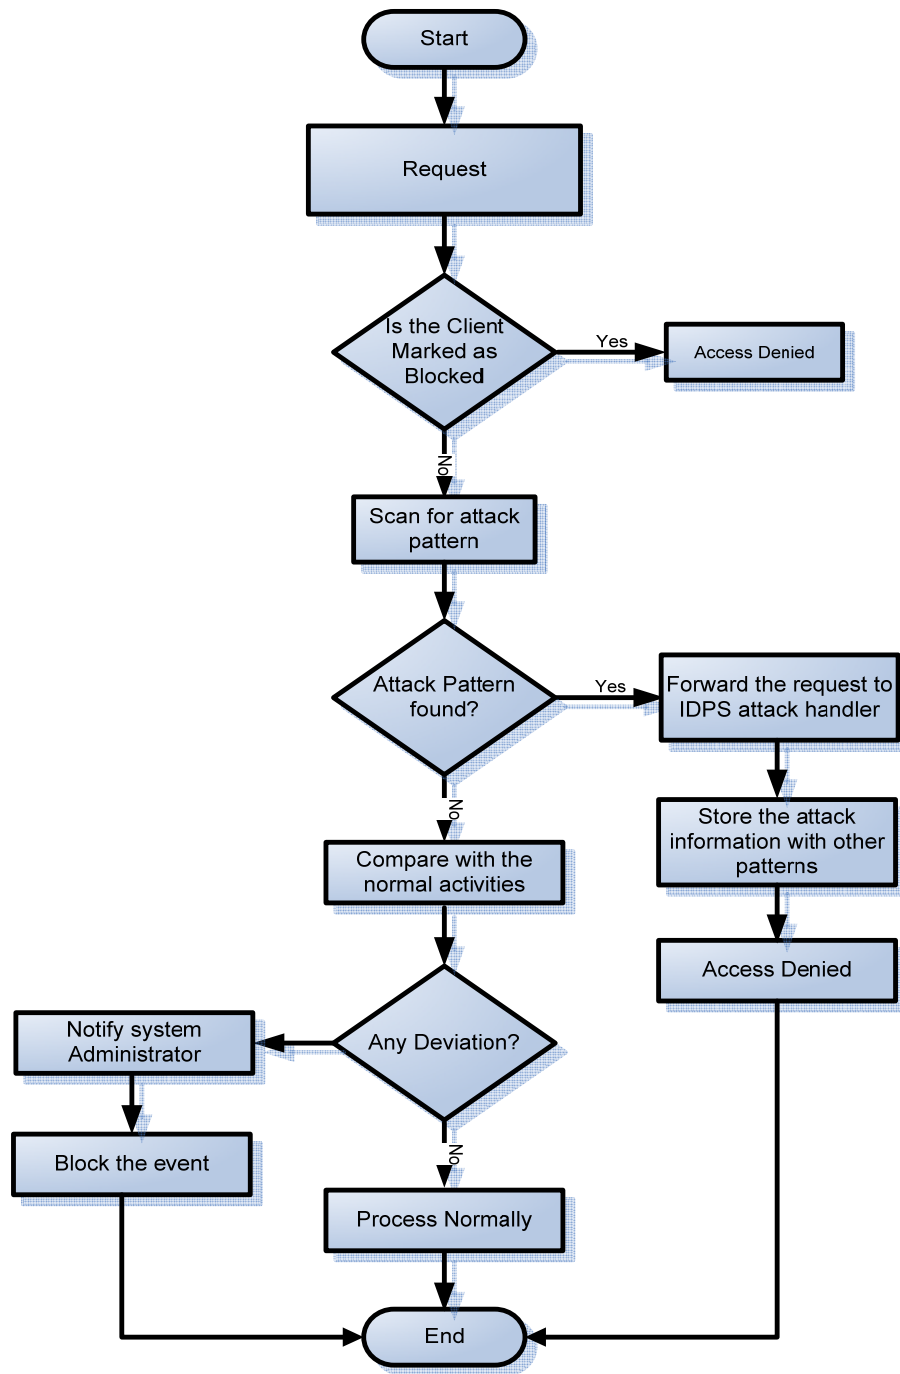 Start
Request
Is the Client
Marked as
Blocked
Yes
Access Denied
No
Scan for attack
pattern
Attack Pattern
found?
Yes
Forward the request to
IDPS attack handler
Store the attack
information with other
patterns
Access Denied
No
Compare with the
normal activities
Any Deviation?
Notify system
Administrator
Block the event
No
Process Normally
End